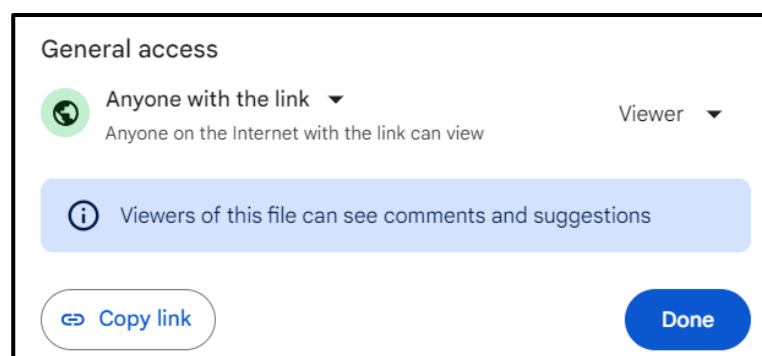 General access
Anyone with the link
Anyone on the Internet with the link can view
Viewer
Viewers of this file can see comments and suggestions
Copy link
Done